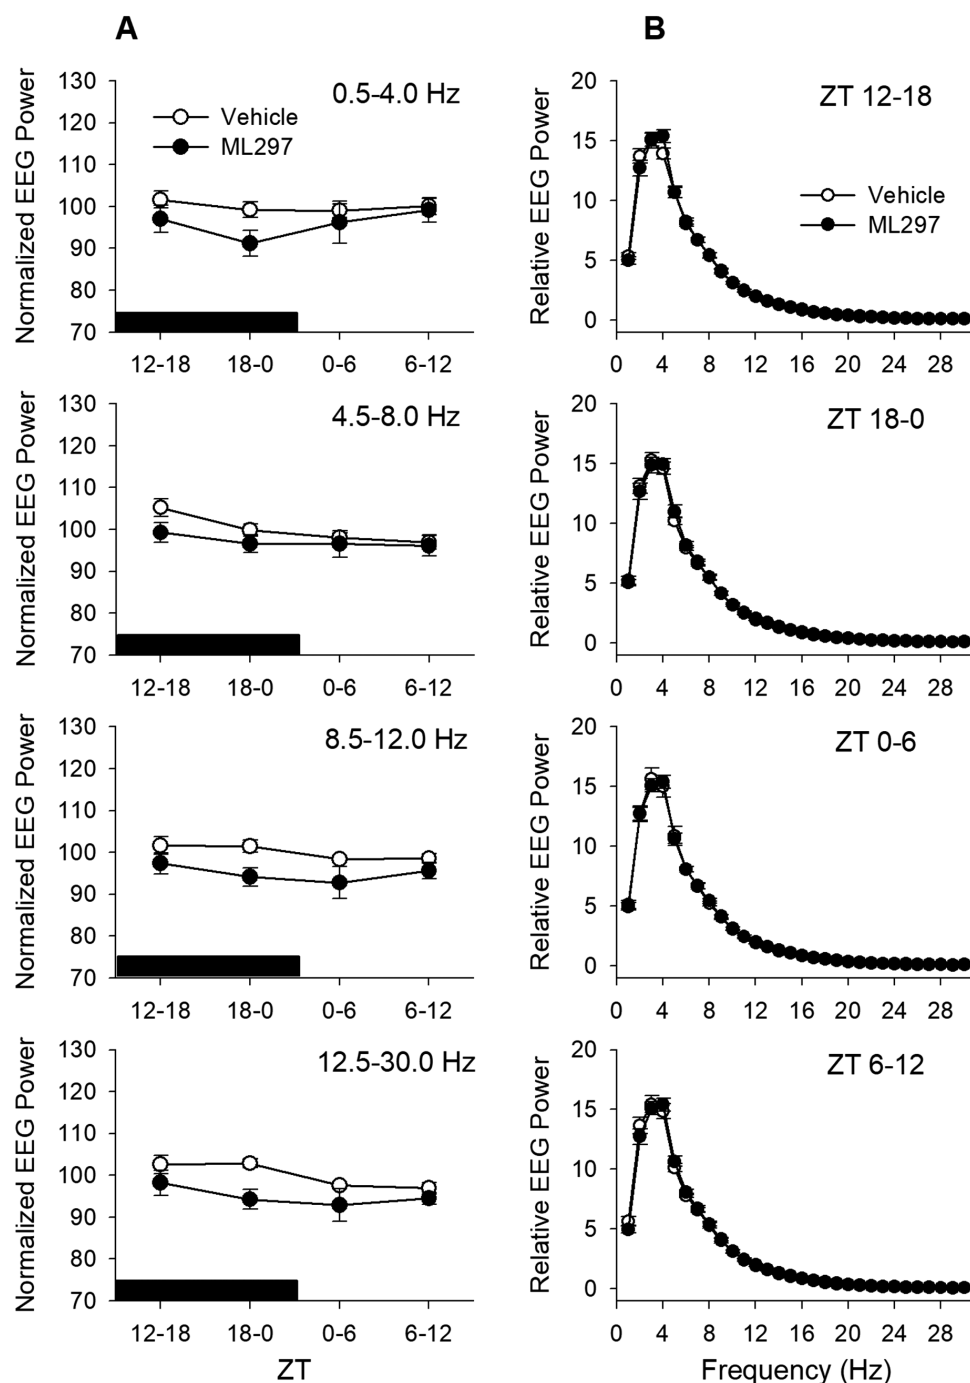 A
Normalized EEG Power
130
120
110
100
90
80
70
0.5-4.0 Hz
Vehicle
ML297
12-18 18-0 0-6 6-12
Normalized EEG Power
130
120
110
100
90
80
70
4.5-8.0 Hz
12-18 18-0 0-6 6-12
Normalized EEG Power
130
120
110
100
90
80
70
8.5-12.0 Hz
12-18 18-0 0-6 6-12
Normalized EEG Power
130
120
110
100
90
80
70
12.5-30.0 Hz
12-18 18-0 0-6 6-12
ZT
B
Relative EEG Power
20
15
10
5
0
ZT 12-18
Vehicle
ML297
0 4 8 12 16 20 24 28
Relative EEG Power
20
15
10
5
0
ZT 18-0
0 4 8 12 16 20 24 28
Relative EEG Power
20
15
10
5
0
ZT 0-6
0 4 8 12 16 20 24 28
Relative EEG Power
20
15
10
5
0
ZT 6-12
0 4 8 12 16 20 24 28
Frequency (Hz)